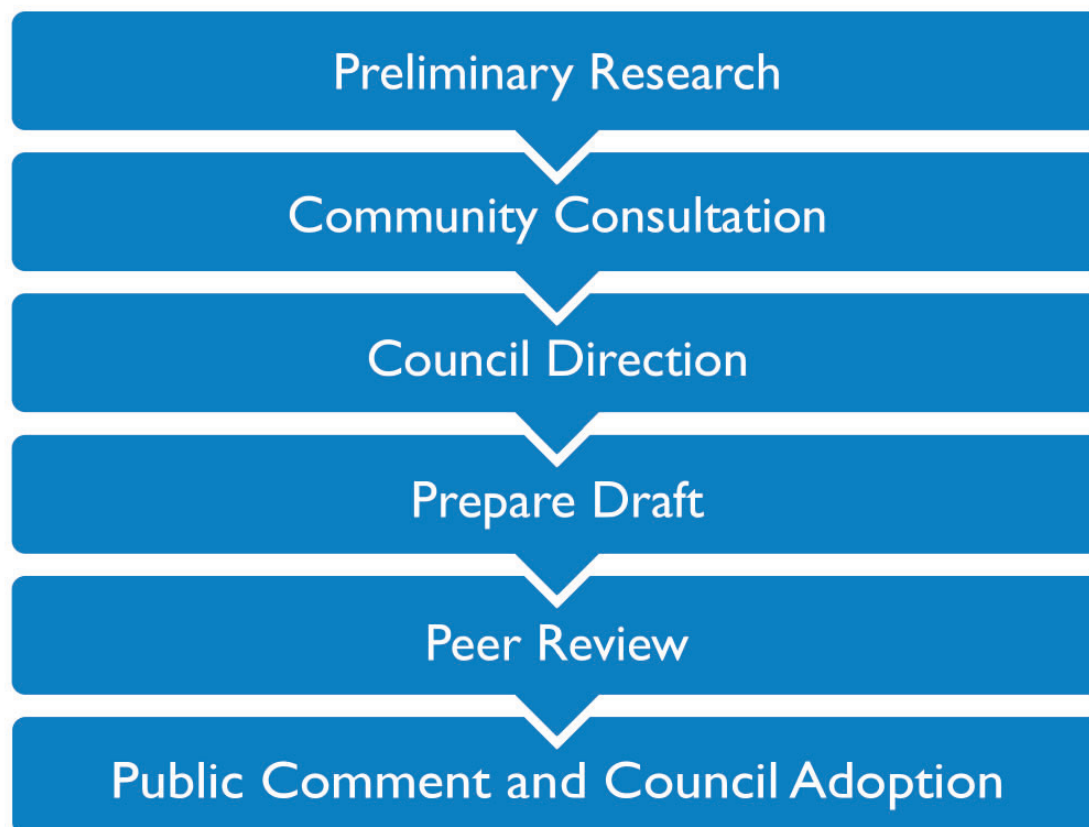 Preliminary Research
Community Consultation
Council Direction
Prepare Draft
Peer Review
Public Comment and Council Adoption